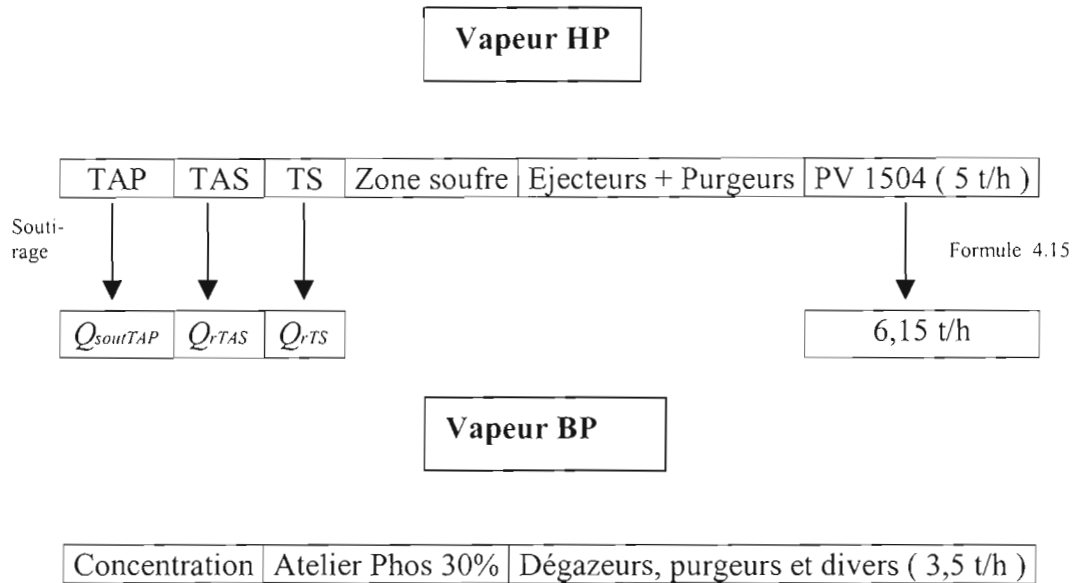 Vapeur HP
TAP TAS TS Zone soufre Ejecteurs + Purgeurs PV 1504 ( 5 t/h )
Souti-
rage
Formule 4.15
QsoutTAP QrTAS QrTS 6,15 t/h
Vapeur BP
Concentration Atelier Phos 30% Dégazeurs, purgeurs et divers ( 3,5 t/h )